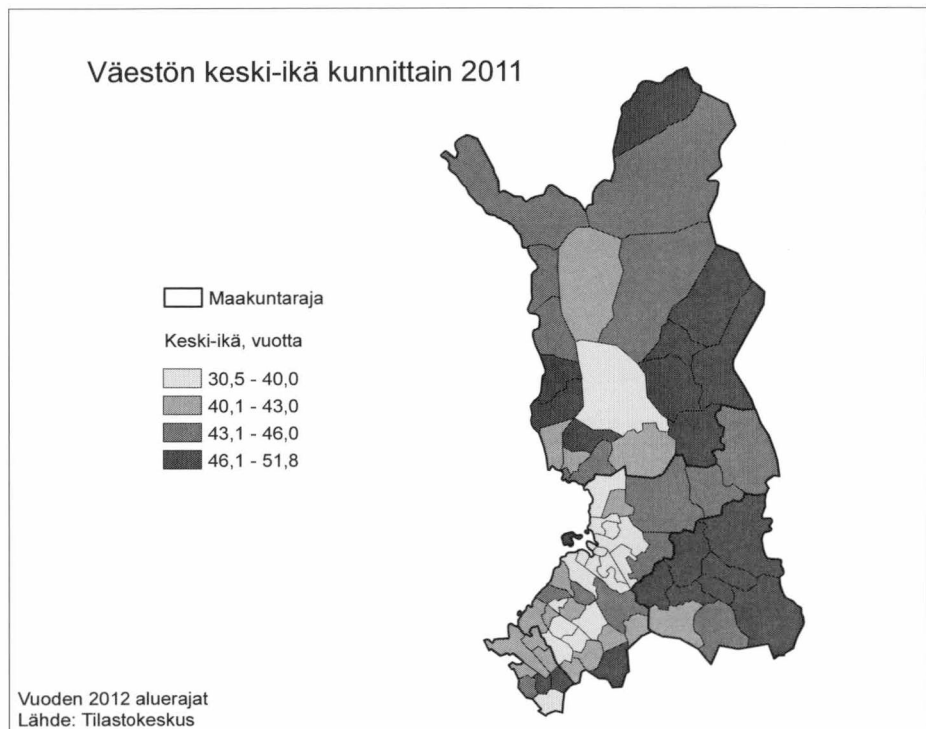 Väestön keski-ikä kunnittain 2011
Maakuntaraja
Keski-ikä, vuotta
30,5 - 40,0
40,1 - 43,0
43,1 - 46,0
46,1 - 51,8
Vuoden 2012 aluerajat
Lähde: Tilastokeskus